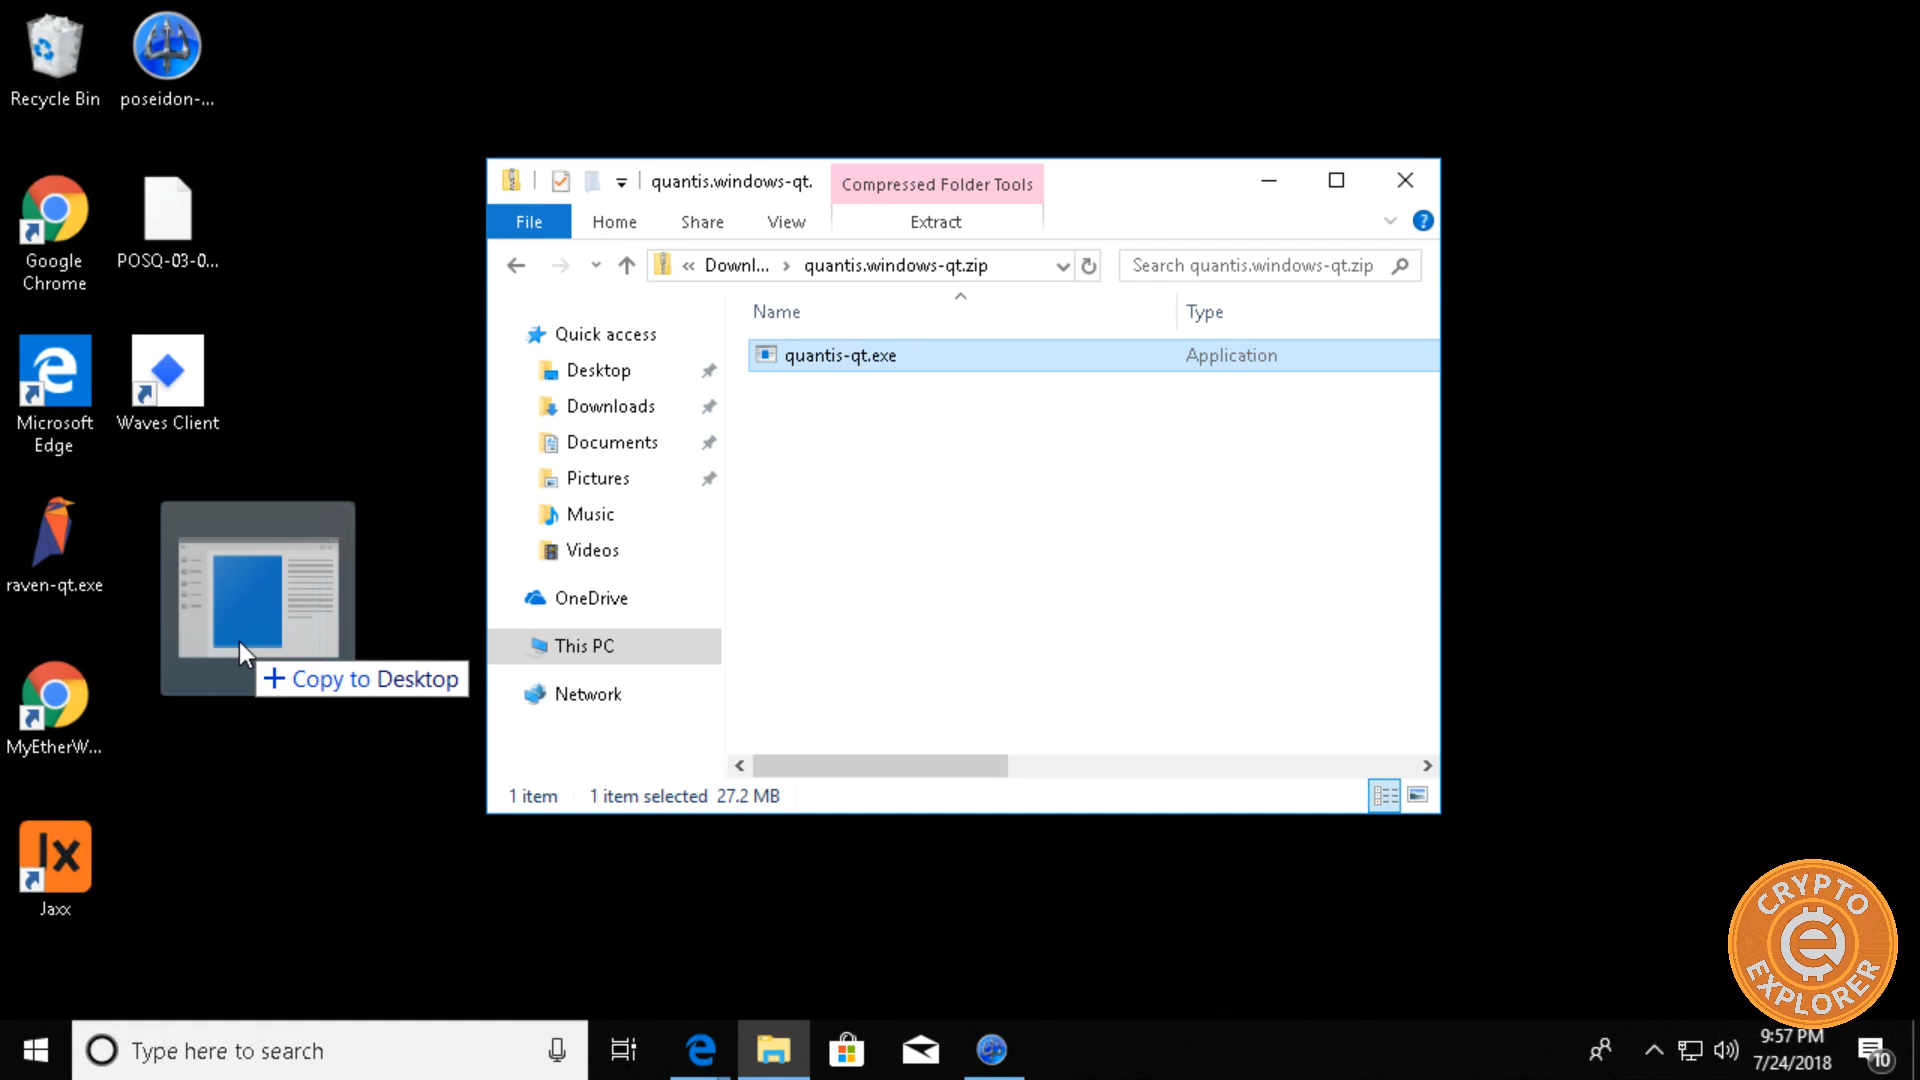 Recycle Bin
poseidon-...
Google
Chrome
POSQ-03-0...
Microsoft
Edge
Waves Client
raven-qt.exe
MyEtherW...
Jaxx
Copy to Desktop
quantis.windows-qt.
Compressed Folder Tools
File
Home
Share
View
Extract
« Downl... > quantis.windows-qt.zip
Search quantis.windows-qt.zip
Name
Type
Quick access
Desktop
Downloads
Documents
Pictures
Music
Videos
OneDrive
This PC
Network
quantis-qt.exe
Application
1 item
1 item selected 27.2 MB
CRYPTO
EXPLORER
Type here to search
9:57 PM
7/24/2018
10